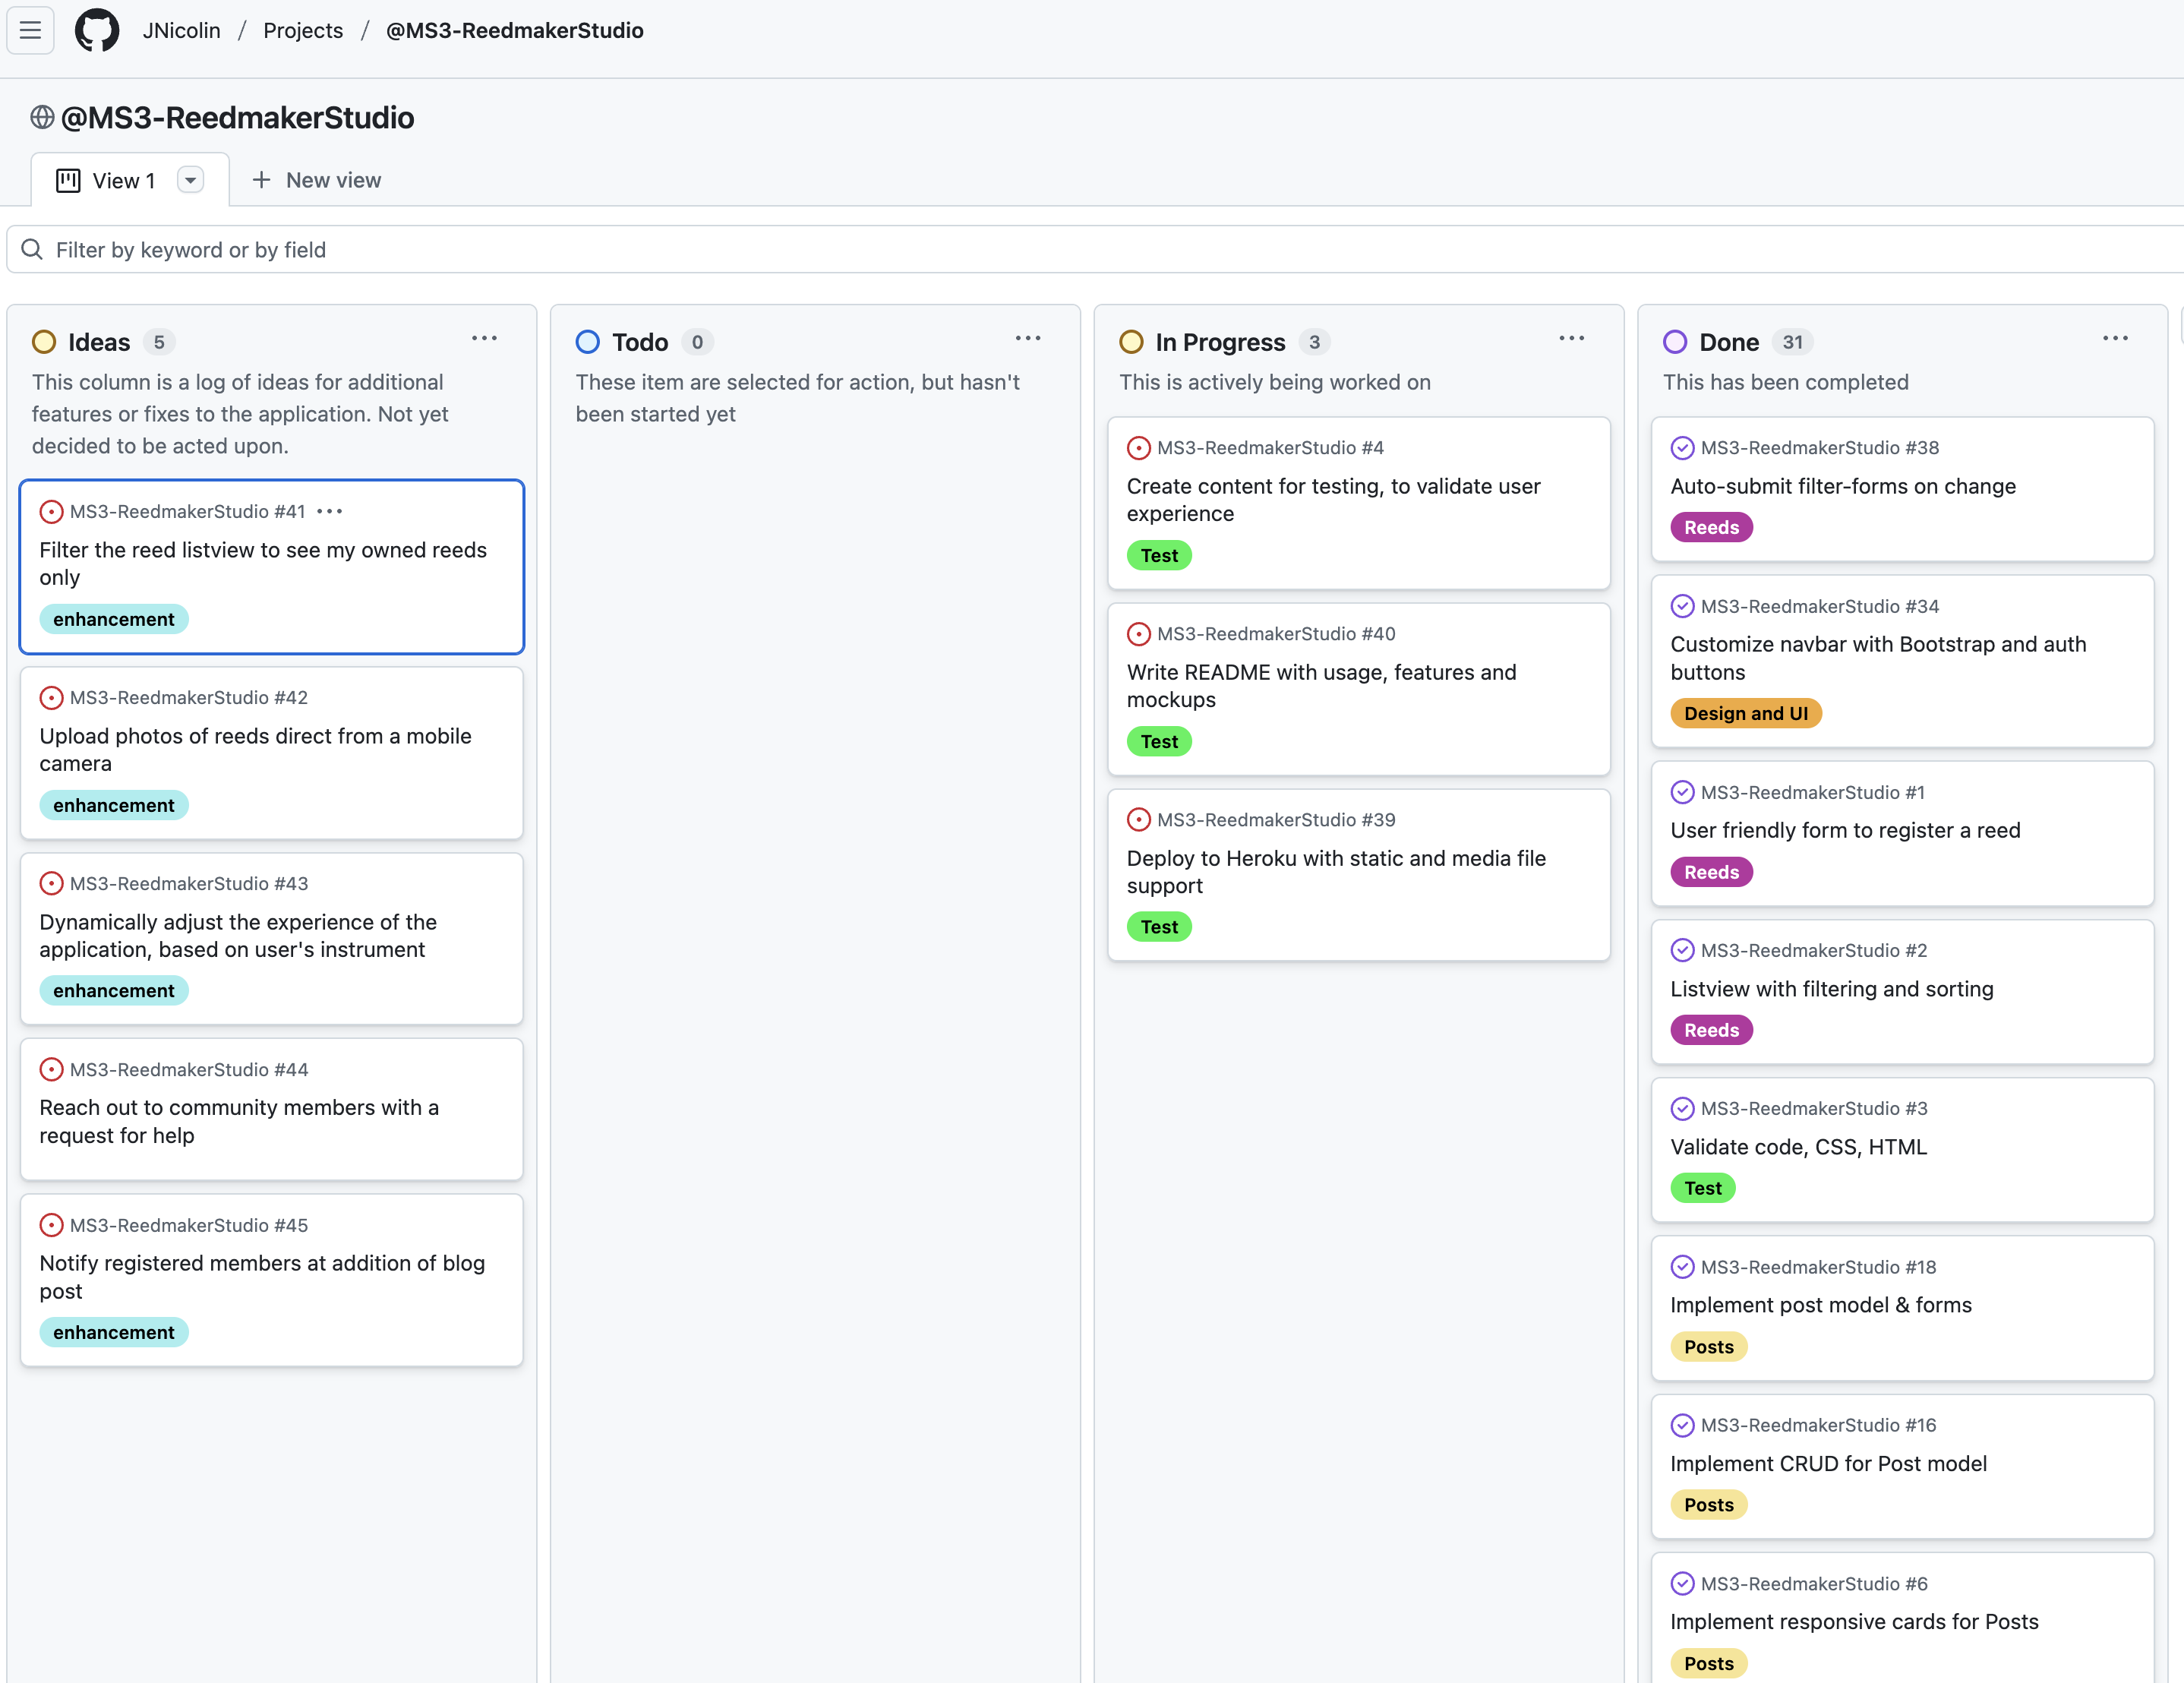 JNicolin / Projects / @MS3-ReedmakerStudio
@MS3-ReedmakerStudio
View 1
New view
Filter by keyword or by field
Ideas 5
This column is a log of ideas for additional
features or fixes to the application. Not yet
decided to be acted upon.
MS3-ReedmakerStudio #41
Filter the reed listview to see my owned reeds
only
enhancement
MS3-ReedmakerStudio #42
Upload photos of reeds direct from a mobile
camera
enhancement
MS3-ReedmakerStudio #43
Dynamically adjust the experience of the
application, based on user's instrument
enhancement
MS3-ReedmakerStudio #44
Reach out to community members with a
request for help
MS3-ReedmakerStudio #45
Notify registered members at addition of blog
post
enhancement
Todo 0
These item are selected for action, but hasn't
been started yet
In Progress 3
This is actively being worked on
MS3-ReedmakerStudio #4
Create content for testing, to validate user
experience
Test
MS3-ReedmakerStudio #40
Write README with usage, features and
mockups
Test
MS3-ReedmakerStudio #39
Deploy to Heroku with static and media file
support
Test
Done 31
This has been completed
MS3-ReedmakerStudio #38
Auto-submit filter-forms on change
Reeds
MS3-ReedmakerStudio #34
Customize navbar with Bootstrap and auth
buttons
Design and UI
MS3-ReedmakerStudio #1
User friendly form to register a reed
Reeds
MS3-ReedmakerStudio #2
Listview with filtering and sorting
Reeds
MS3-ReedmakerStudio #3
Validate code, CSS, HTML
Test
MS3-ReedmakerStudio #18
Implement post model & forms
Posts
MS3-ReedmakerStudio #16
Implement CRUD for Post model
Posts
MS3-ReedmakerStudio #6
Implement responsive cards for Posts
Posts